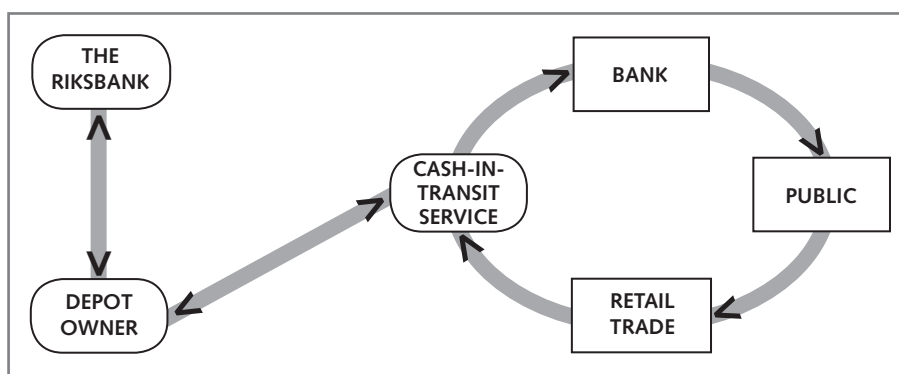 THE
RIKSBANK
BANK
CASH-IN-
TRANSIT
SERVICE
PUBLIC
DEPOT
OWNER
RETAIL
TRADE